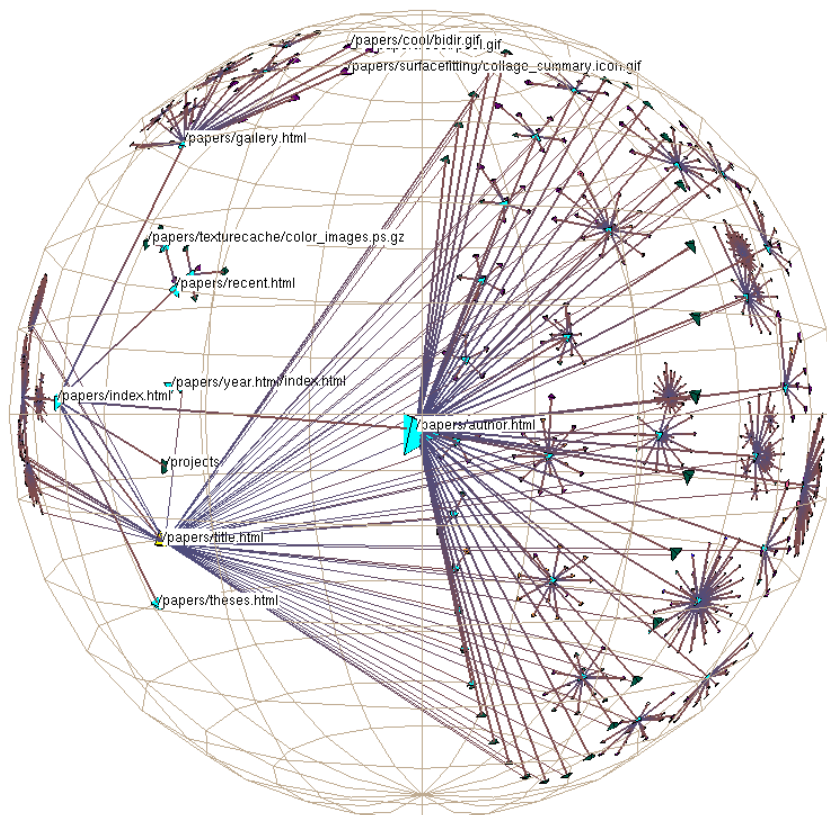 /papers/cool/bidir.gif
/papers/surfacefitting/collage_summary.icon.gif
/papers/gallery.html
/papers/texturecache/color_images.ps.gz
/papers/recent.html
/papers/year.html
/index.html
/papers/index.html
/papers/author.html
/projects
/papers/title.html
/papers/theses.html